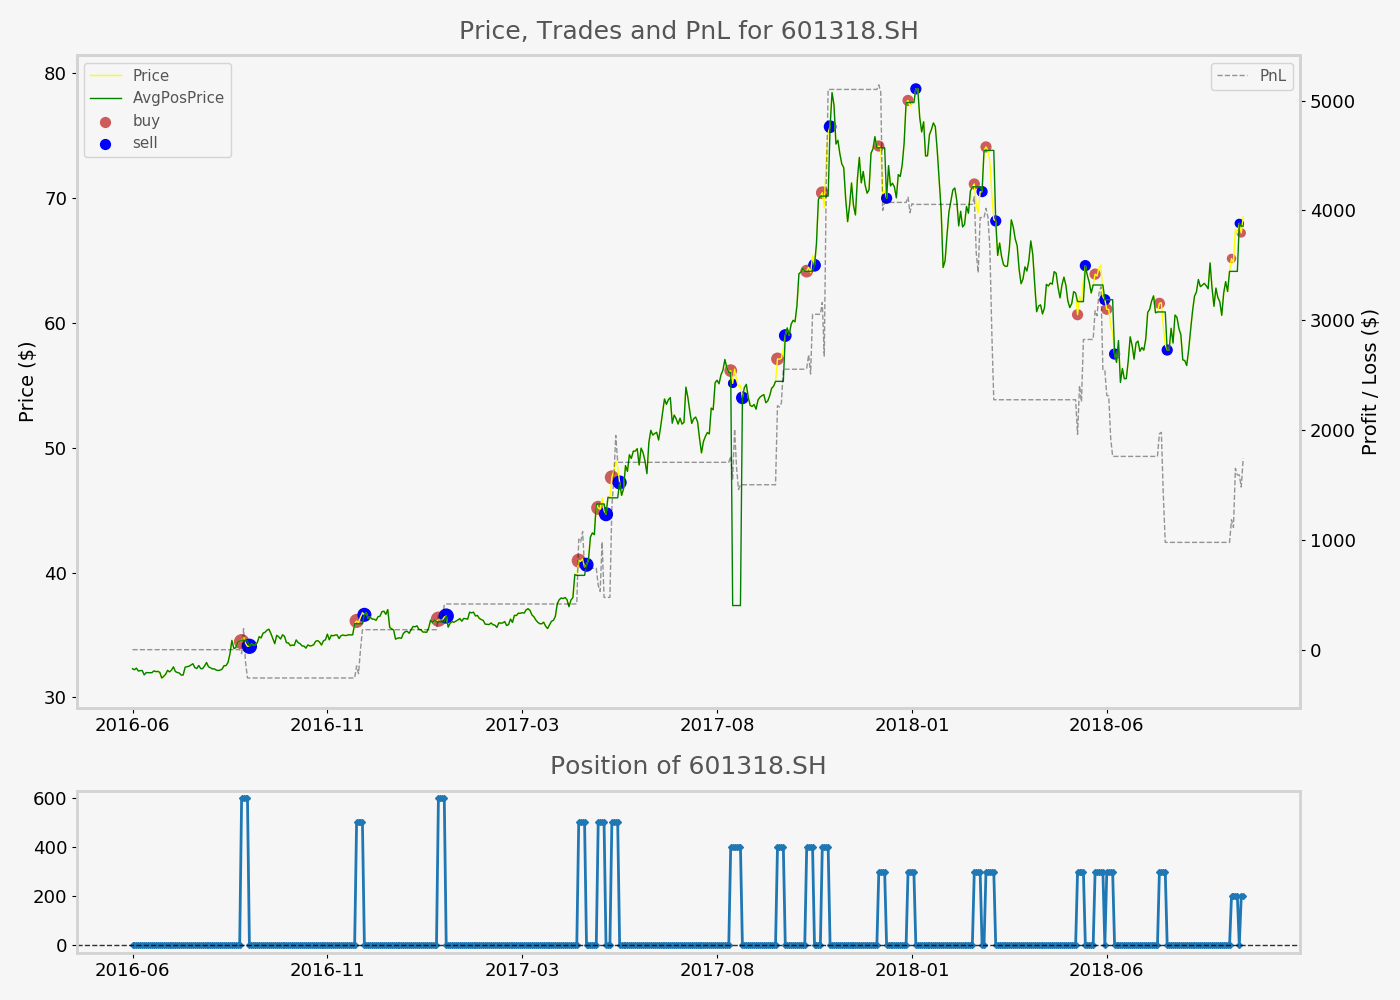 Price, Trades and PnL for 601318.SH
Price
AvgPosPrice
buy
sell
PnL
80
70
60
50
40
30
Price ($)
5000
4000
3000
2000
1000
0
Profit / Loss ($)
2016-06 2016-11 2017-03 2017-08 2018-01 2018-06
Position of 601318.SH
600
400
200
0
2016-06 2016-11 2017-03 2017-08 2018-01 2018-06